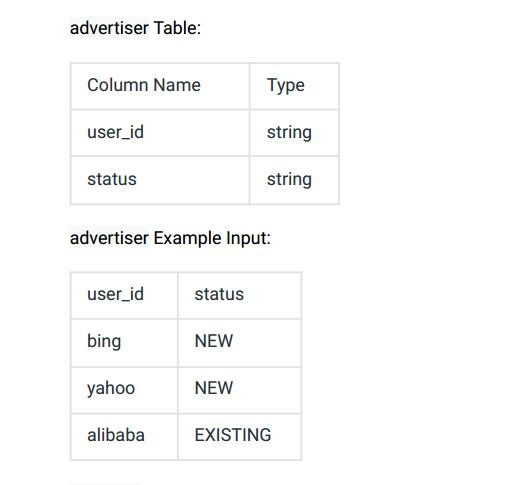 advertiser Table:
Column Name Type
user_id string
status string
advertiser Example Input:
user_id status
bing NEW
yahoo NEW
alibaba EXISTING